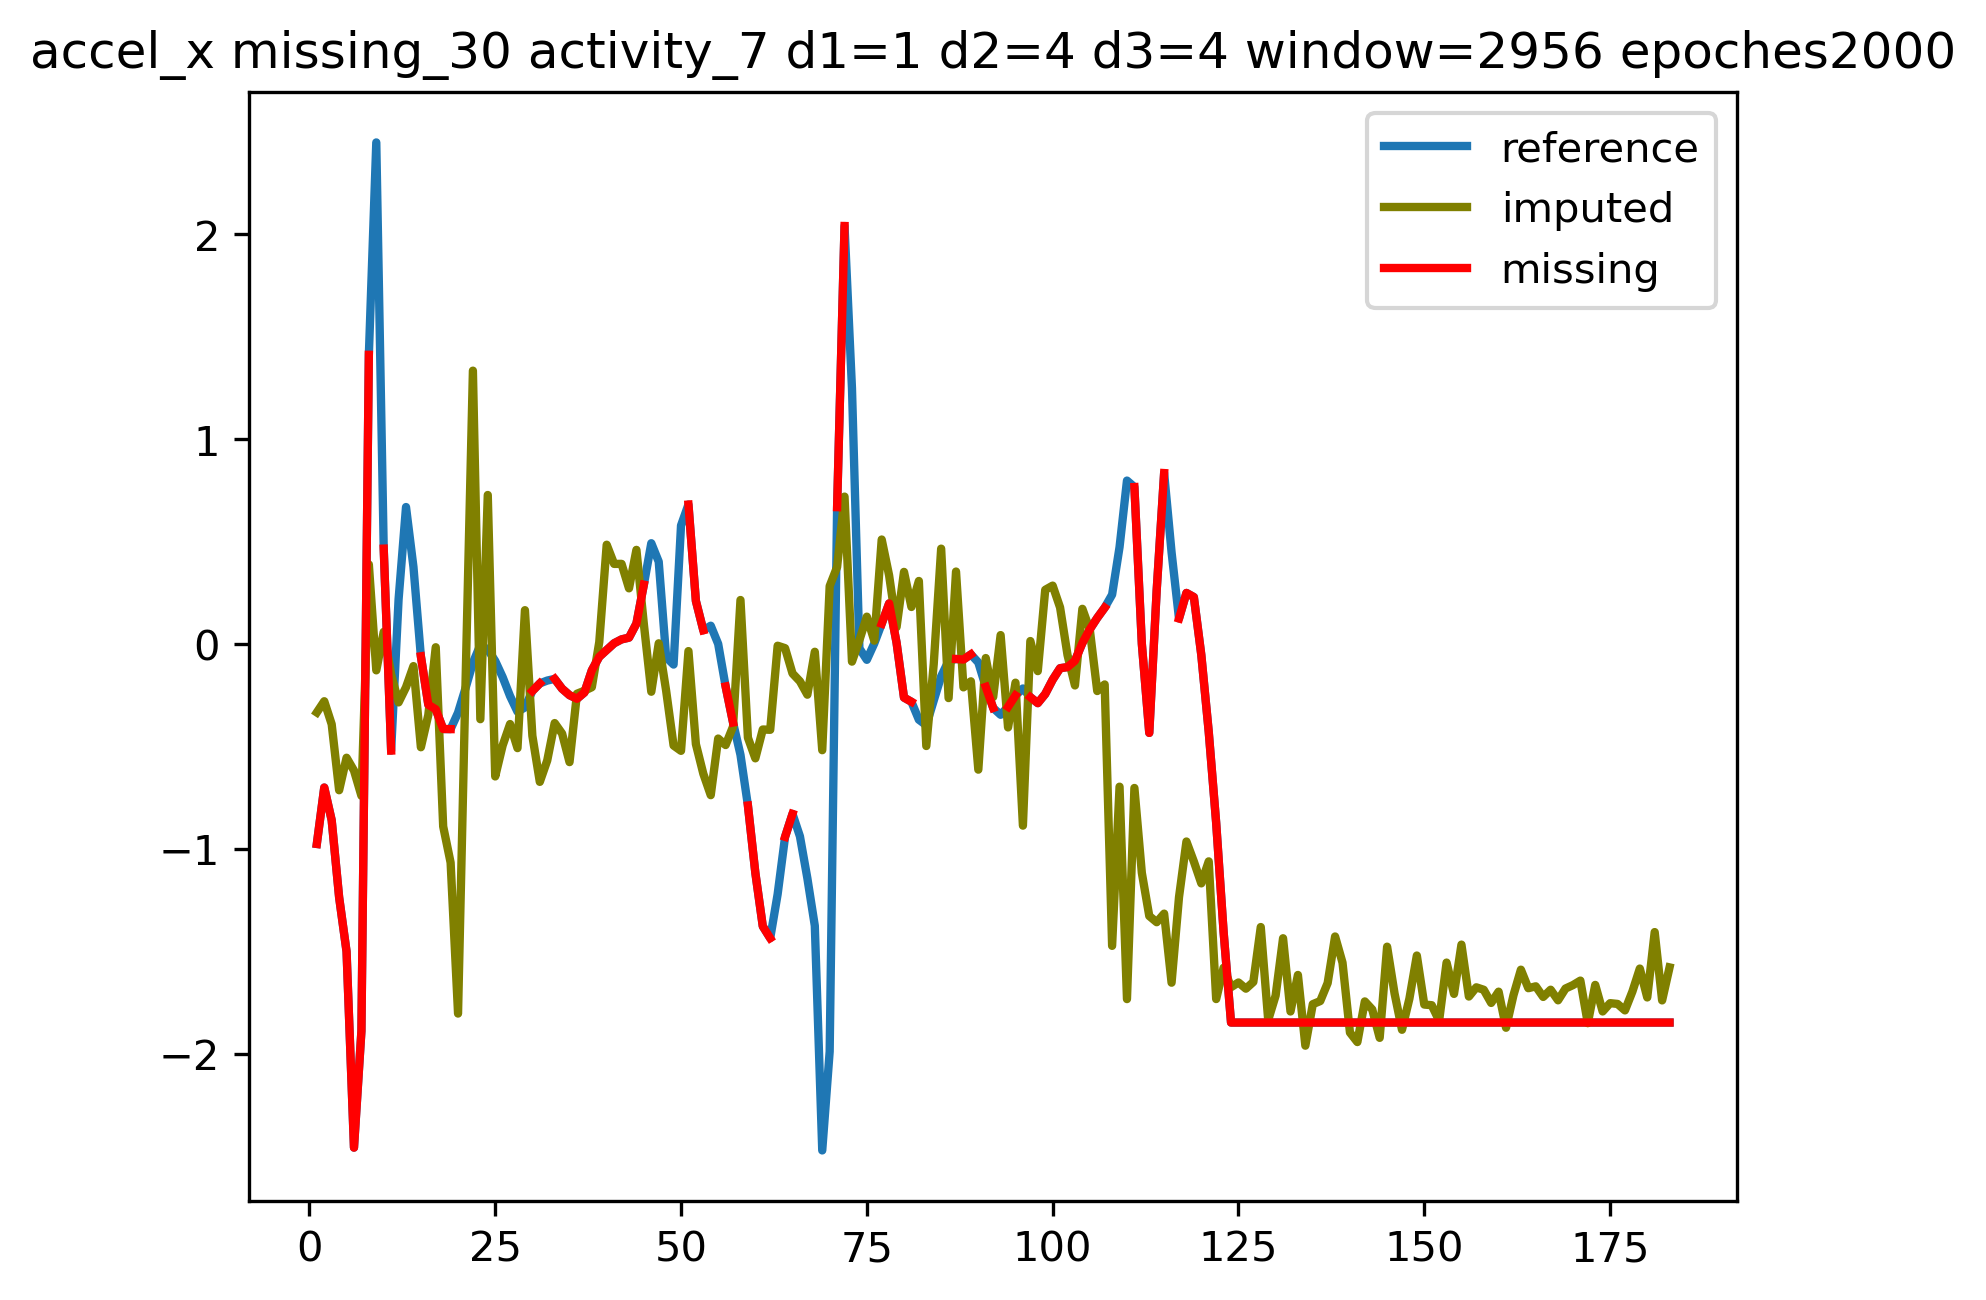 accel_x missing_30 activity_7 d1=1 d2=4 d3=4 window=2956 epoches2000
reference
imputed
missing
2
1
0
−1
−2
0 25 50 75 100 125 150 175